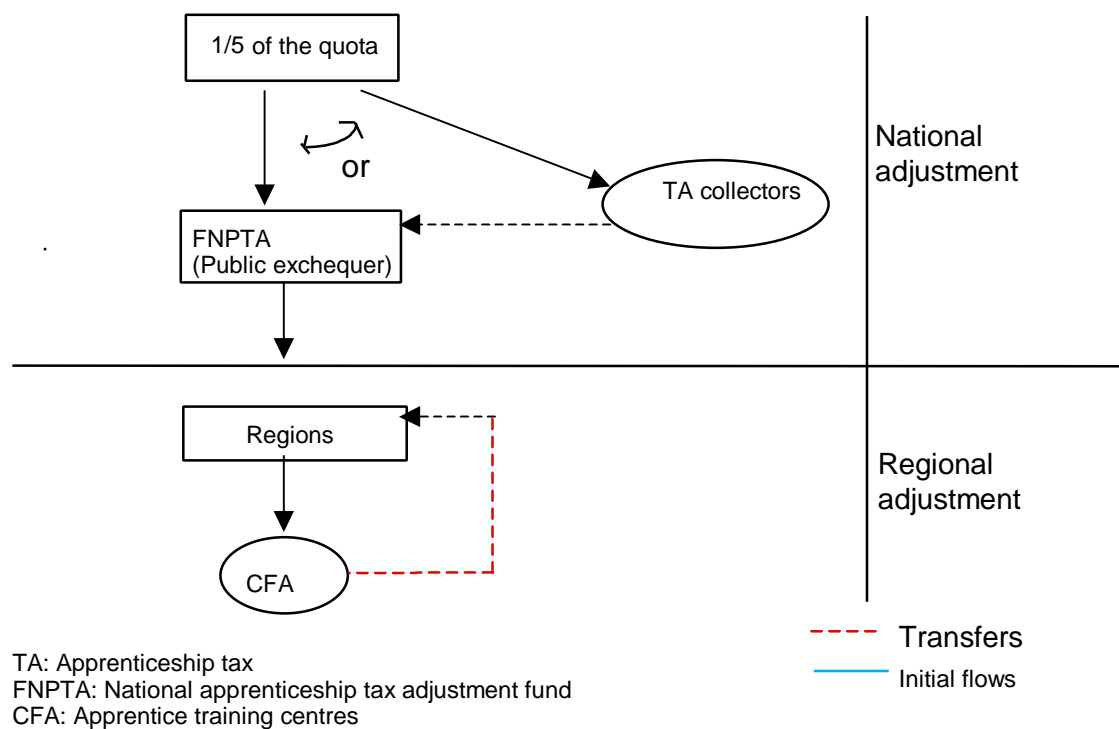 1/5 of the quota
or
TA collectors
National
adjustment
FNPTA
(Public exchequer)
.
Regions
Regional
adjustment
CFA
Transfers
Initial flows
TA: Apprenticeship tax
FNPTA: National apprenticeship tax adjustment fund
CFA: Apprentice training centres